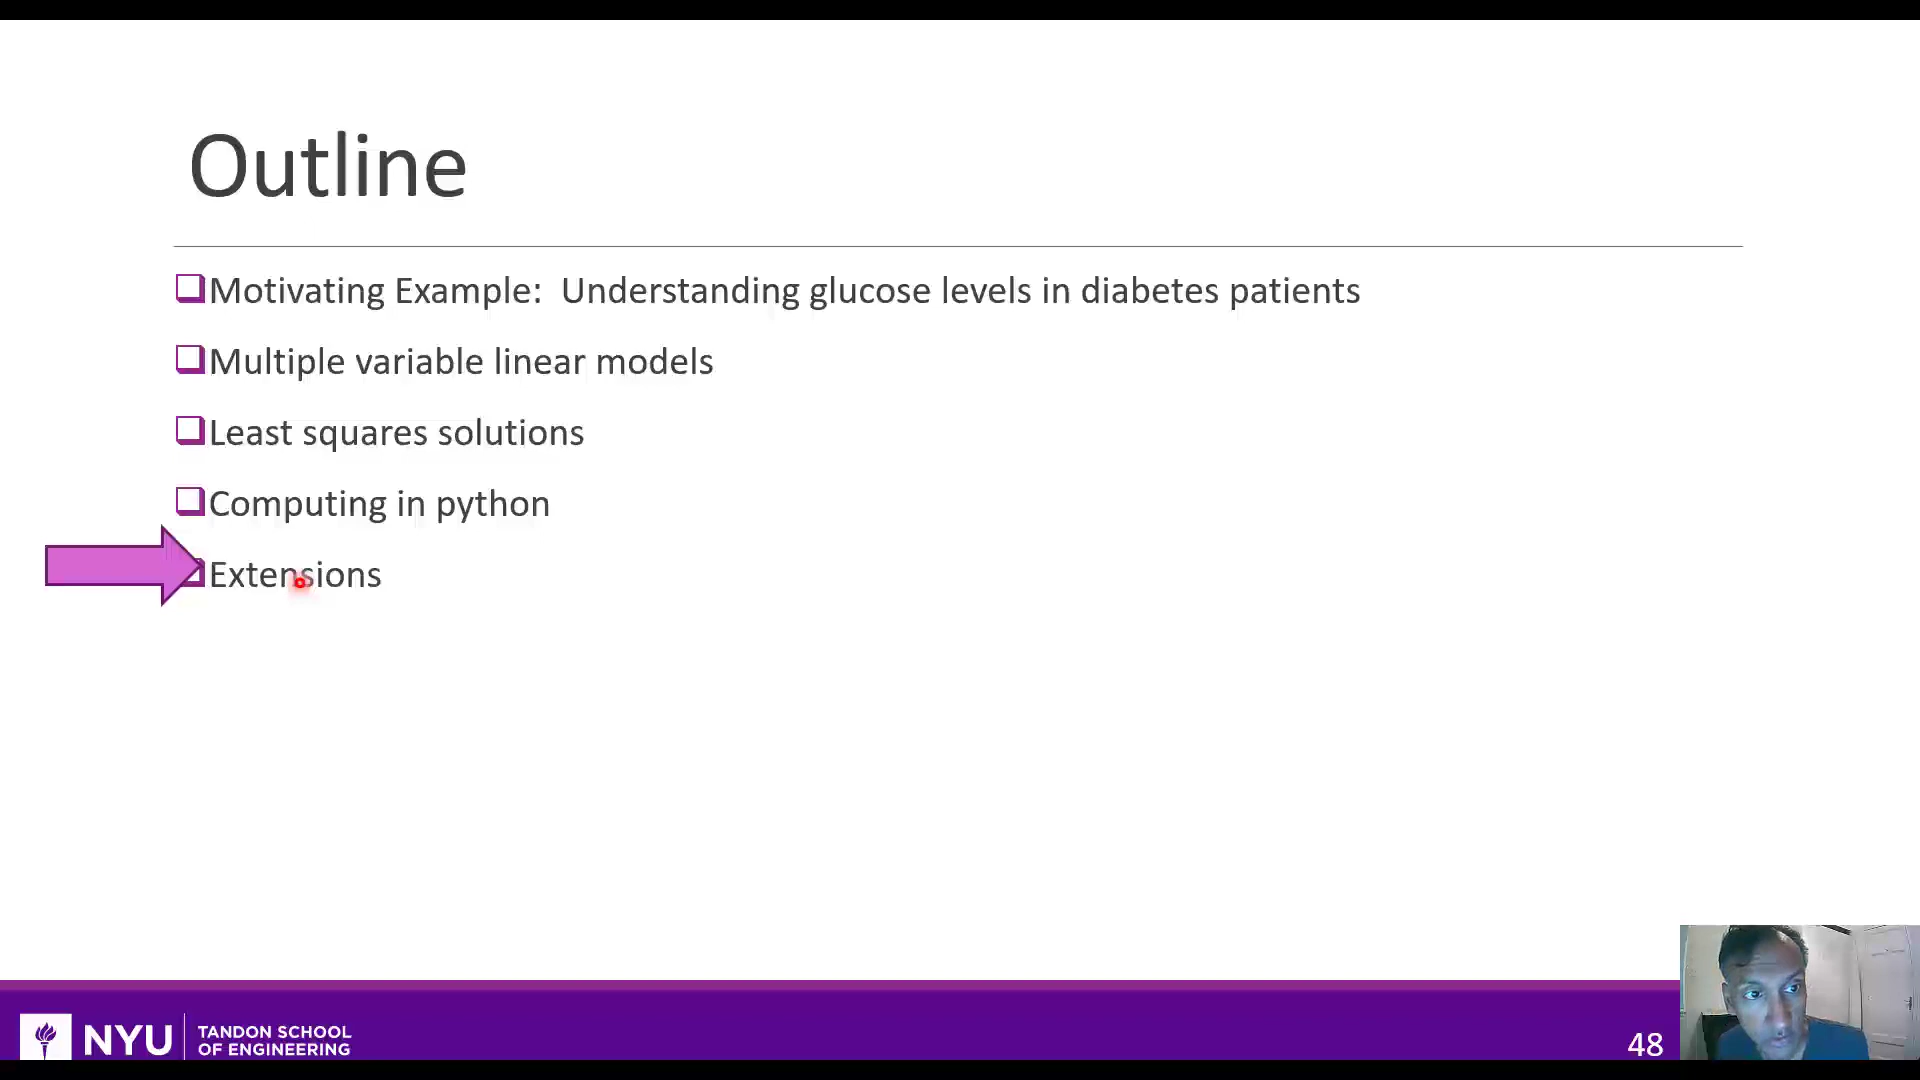 Outline
Motivating Example: Understanding glucose levels in diabetes patients
Multiple variable linear models
Least squares solutions
Computing in python
Extensions
NYU
TANDON SCHOOL
OF ENGINEERING
48